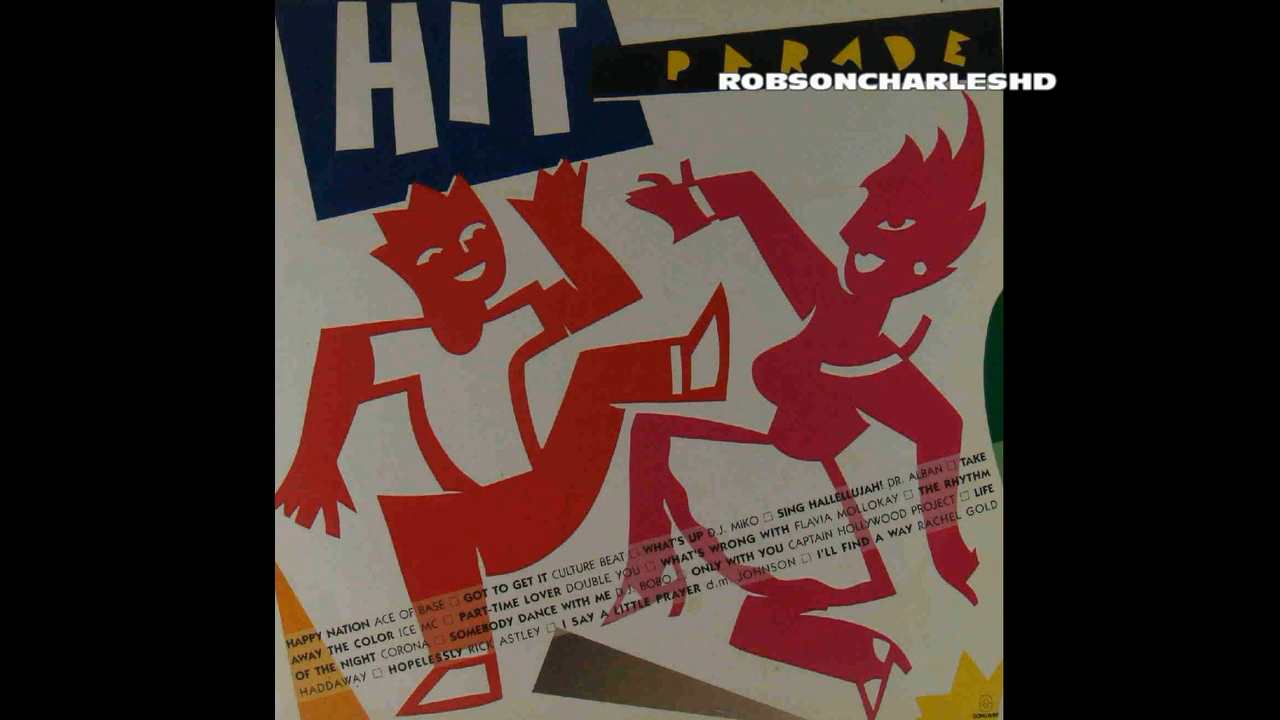 HIT
PARADE
ROBSONCHARLESHD
HAPPY NATION ACE OF BASE □ GOT TO GET IT CULTURE BEAT □ WHAT'S UP D.J. MIKO □ SING HALLELLUJAH! DR. ALBAN □ TAKE
AWAY THE COLOR ICE MC □ PART-TIME LOVER DOUBLE YOU □ WHAT'S WRONG WITH FLAVIA MOLLOKAY □ THE RHYTHM
OF THE NIGHT CORONA □ SOMEBODY DANCE WITH ME D.J. BOBO □ ONLY WITH YOU CAPTAIN HOLLYWOOD PROJECT □ LIFE
HADDAWAY □ HOPELESSLY RICK ASTLEY □ I SAY A LITTLE PRAYER d.m. JOHNSON □ I'LL FIND A WAY RACHEL GOLD